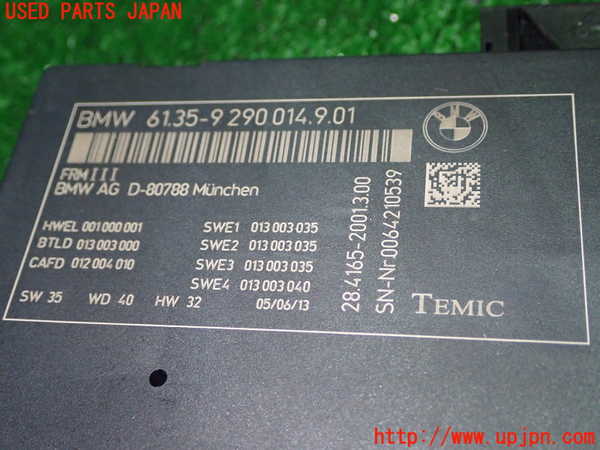 USED PARTS JAPAN
BMW 61.35-9 290 014.9.01
BMW
FRM III
BMW AG D-80788 München
HWEL 001 000 001
BTLD 013 003 000
CAFD 012 004 010
SWE1 013 003 035
SWE2 013 003 035
SWE3 013 003 035
SWE4 013 003 040
SW 35 WD 40 HW 32 05/06/13
28.4165-2001.3.00
SN-Nr0064210539
TEMIC
http://www.upjpn.com/